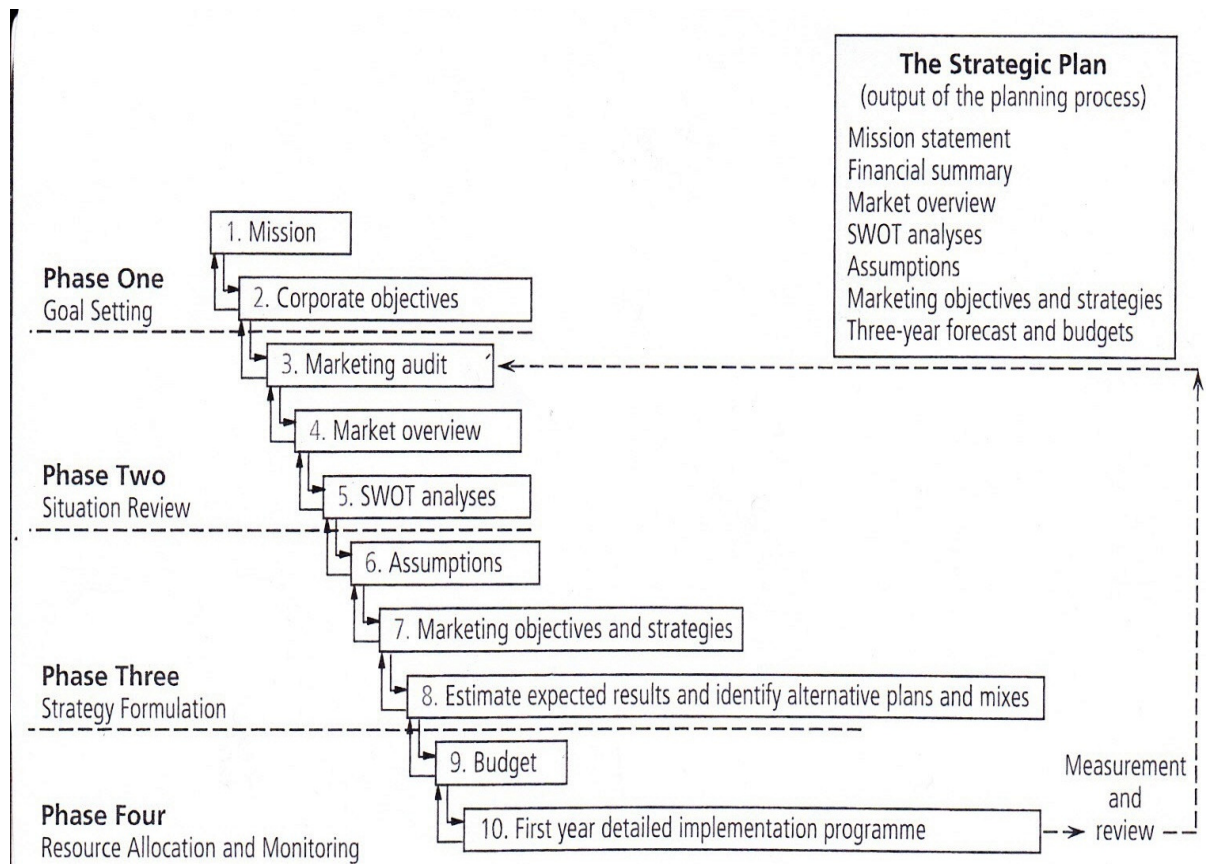 The Strategic Plan
(output of the planning process)
Mission statement
Financial summary
Market overview
SWOT analyses
Assumptions
Marketing objectives and strategies
Three-year forecast and budgets
1. Mission
Phase One
Goal Setting
2. Corporate objectives
3. Marketing audit
4. Market overview
Phase Two
Situation Review
5. SWOT analyses
6. Assumptions
7. Marketing objectives and strategies
Phase Three
Strategy Formulation
8. Estimate expected results and identify alternative plans and mixes
9. Budget
Measurement
and
review
Phase Four
Resource Allocation and Monitoring
10. First year detailed implementation programme